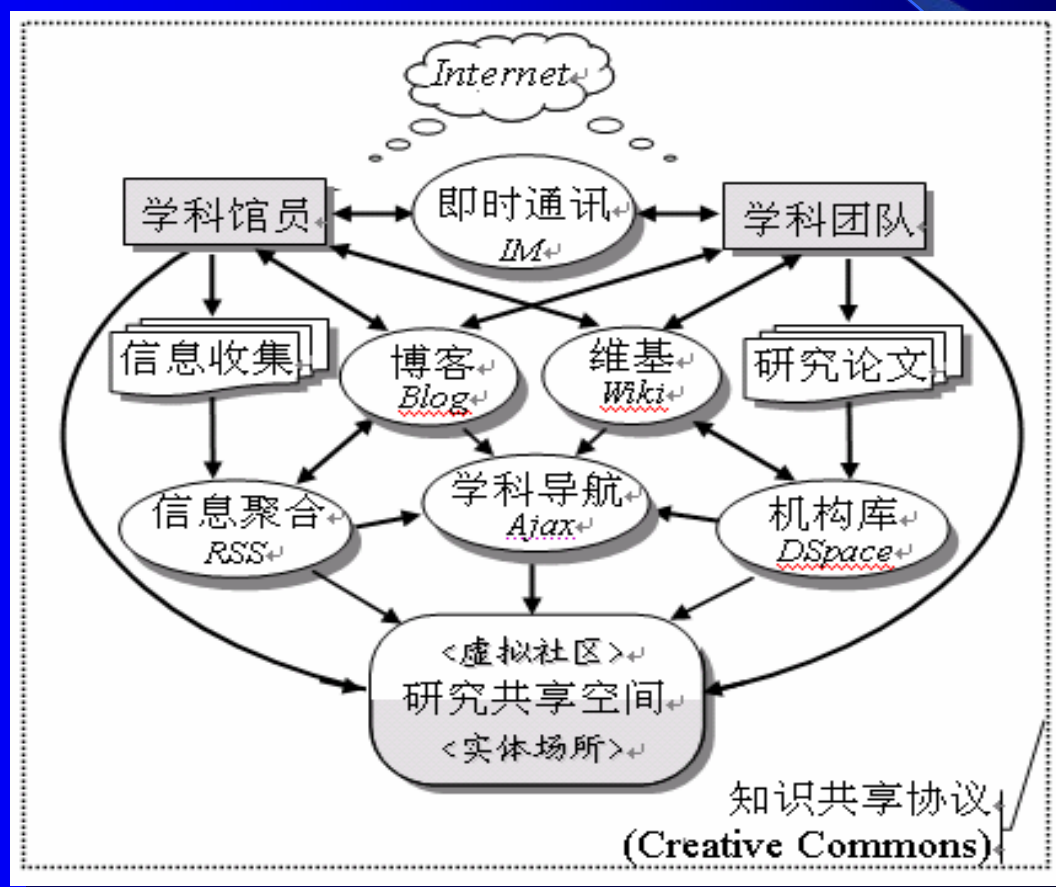 Internet
学科馆员
即时通讯
IM
学科团队
信息收集
博客
Blog
维基
Wiki
研究论文
信息聚合
RSS
学科导航
Ajax
机构库
DSpace
<虚拟社区>
研究共享空间
<实体场所>
知识共享协议
(Creative Commons)